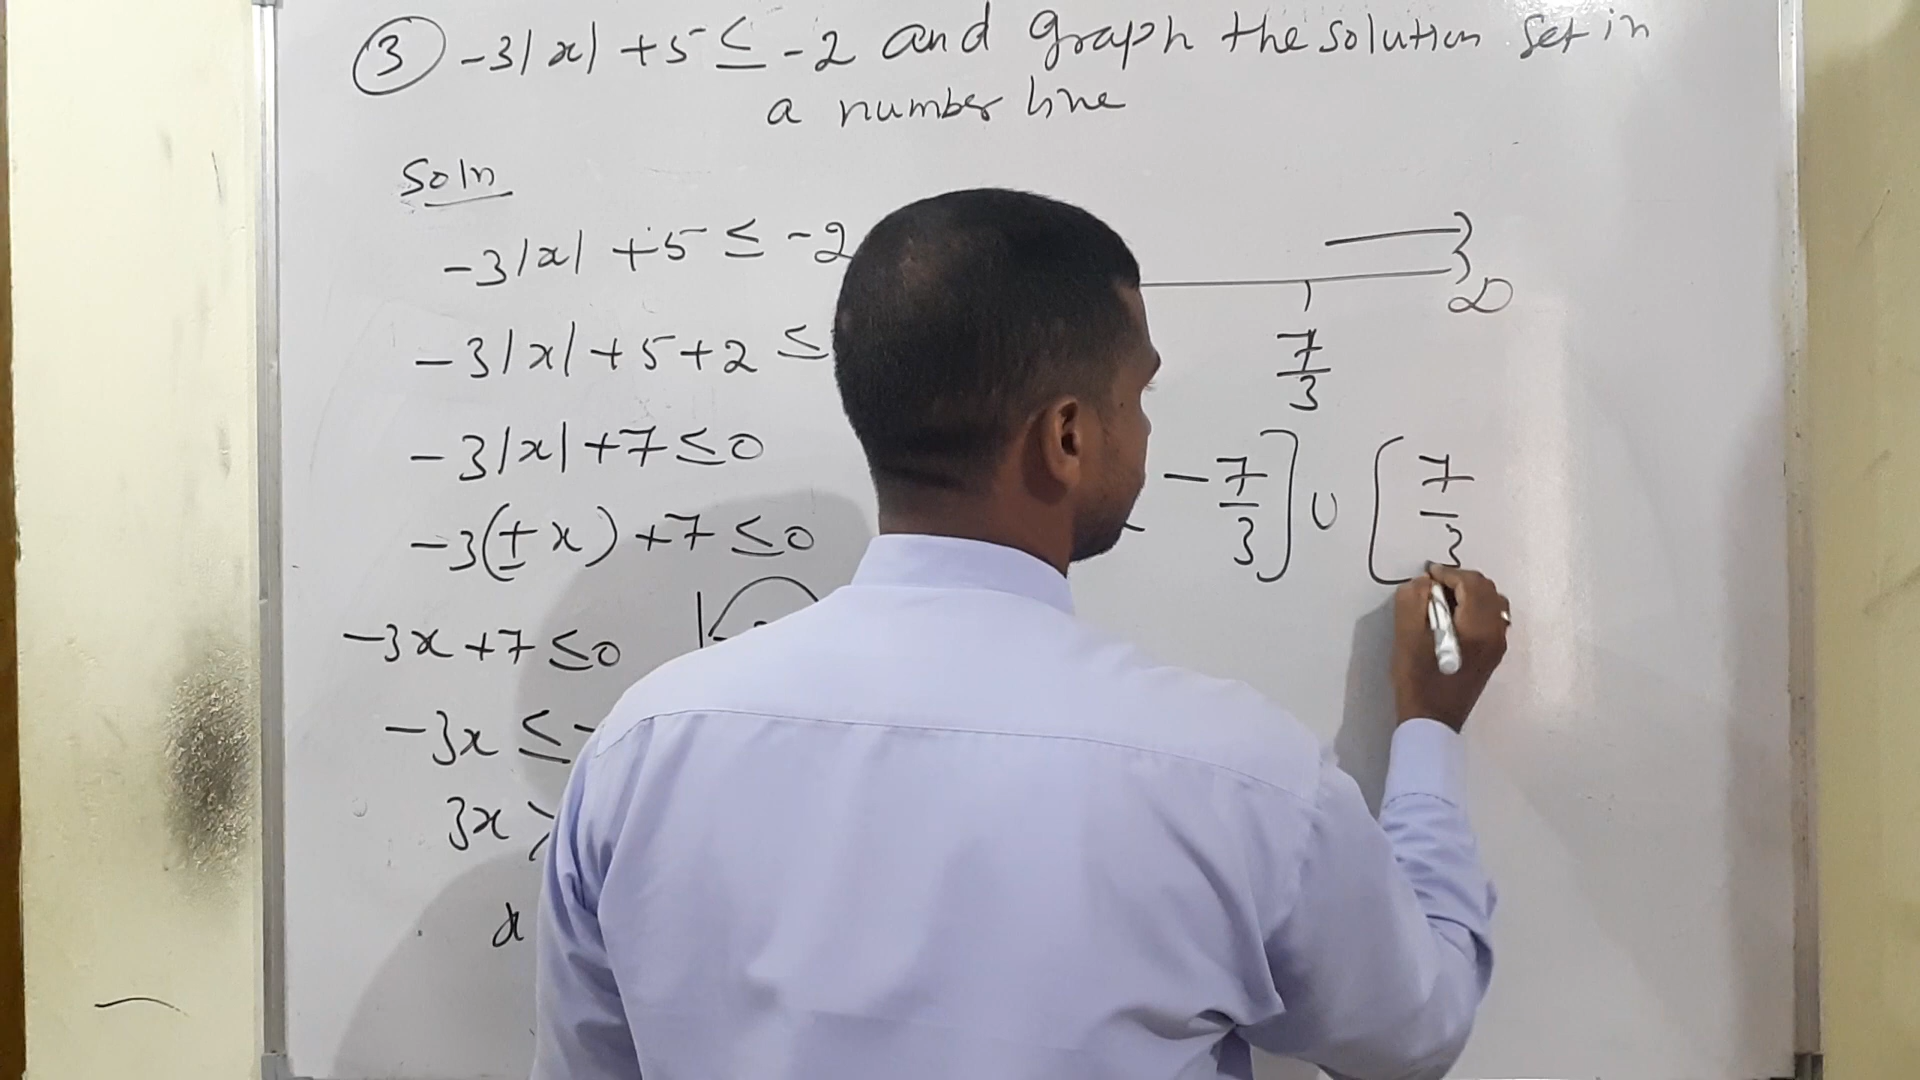 ③ -3|x| +5 ≤ -2 and graph the solution set in
a number line
Soln
-3|x| +5 ≤ -2
-3|x|+5+2 ≤
-3|x|+7≤0
-3(±x)+7≤0
-3x+7≤0
-3x ≤ -
3x >
x
∞
7/3
-7/3] ∪ [7/3